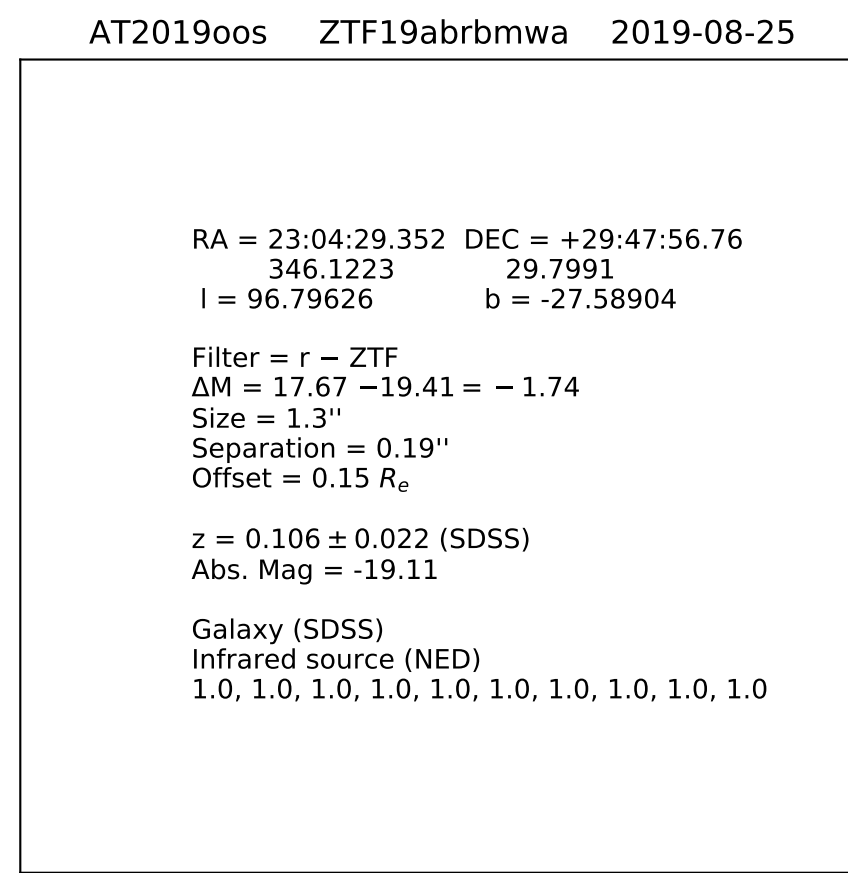 AT2019oos ZTF19abrbmwa 2019-08-25
RA = 23:04:29.352 DEC = +29:47:56.76
346.1223 29.7991
l = 96.79626 b = -27.58904
Filter = r − ZTF
ΔM = 17.67 −19.41 = − 1.74
Size = 1.3''
Separation = 0.19''
Offset = 0.15 Rₑ
z = 0.106 ± 0.022 (SDSS)
Abs. Mag = -19.11
Galaxy (SDSS)
Infrared source (NED)
1.0, 1.0, 1.0, 1.0, 1.0, 1.0, 1.0, 1.0, 1.0, 1.0